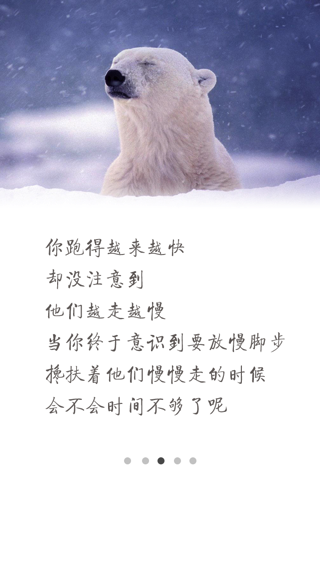 你跑得越来越快
却没注意到
他们越走越慢
当你终于意识到要放慢脚步
搀扶着他们慢慢走的时候
会不会时间不够了呢